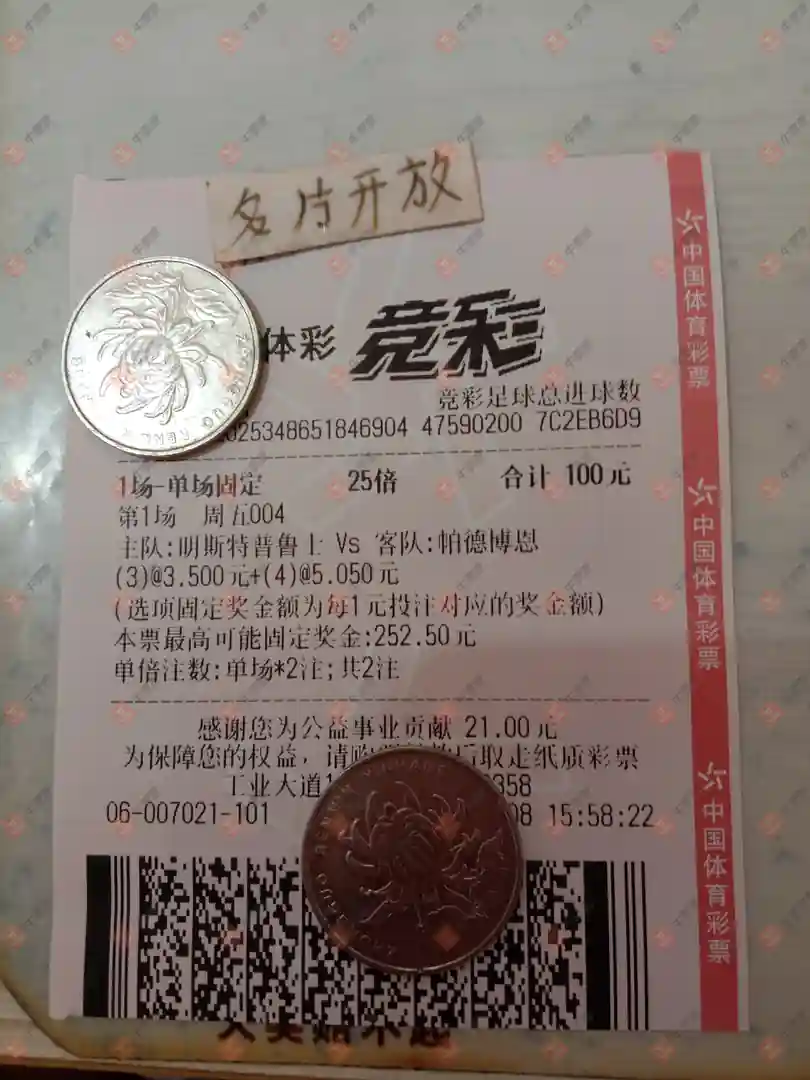 名片开放
体彩 竞彩
竞彩足球总进球数
025348651846904 47590200 7C2EB6D9
1场-单场固定 25倍 合计 100元
第1场 周五004
主队:明斯特普鲁士 Vs 客队:帕德博恩
(3)@3.500元+(4)@5.050元
(选项固定奖金额为每1元投注对应的奖金额)
本票最高可能固定奖金:252.50元
单倍注数:单场*2注;共2注
感谢您为公益事业贡献 21.00元
为保障您的权益,请 后取走纸质彩票
工业大道1 0358
06-007021-101 08 15:58:22
中国体育彩票
中国体育彩票
中国体育彩票